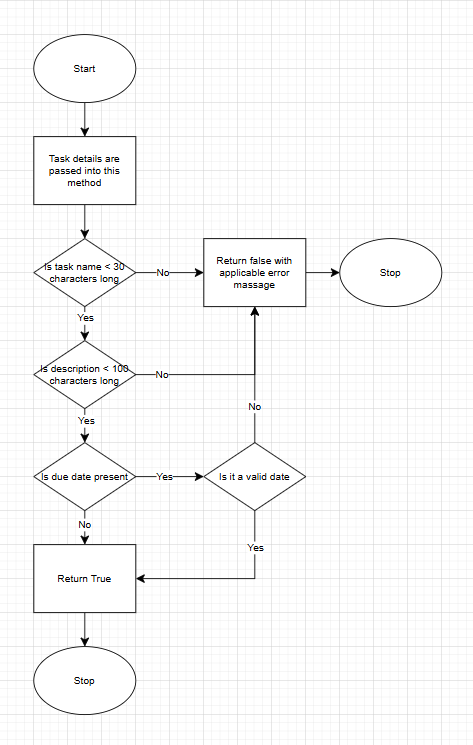 Start
Task details are
passed into this
method
Is task name < 30
characters long
No
Return false with
applicable error
massage
Stop
Yes
Is description < 100
characters long
No
No
Yes
Is due date present
Yes
Is it a valid date
No
Yes
Return True
Stop